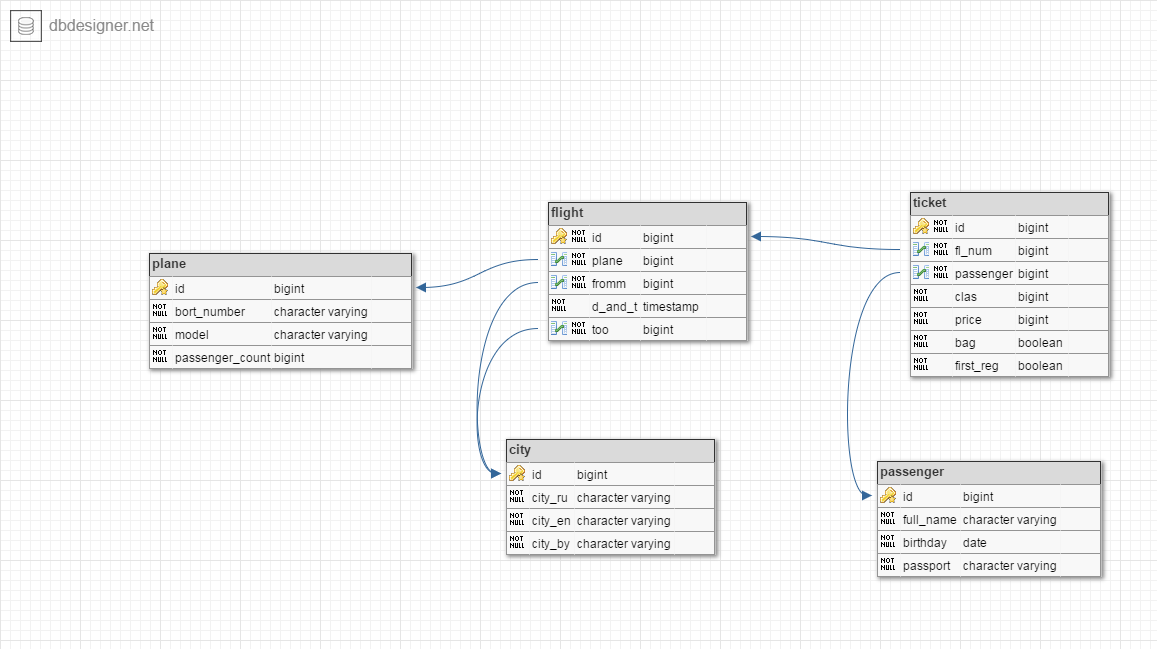 dbdesigner.net
plane
id bigint
NOT NULL bort_number character varying
NOT NULL model character varying
NOT NULL passenger_count bigint
flight
NOT NULL id bigint
NOT NULL plane bigint
NOT NULL fromm bigint
NOT NULL d_and_t timestamp
NOT NULL too bigint
ticket
NOT NULL id bigint
NOT NULL fl_num bigint
NOT NULL passenger bigint
NOT NULL clas bigint
NOT NULL price bigint
NOT NULL bag boolean
NOT NULL first_reg boolean
city
id bigint
NOT NULL city_ru character varying
NOT NULL city_en character varying
NOT NULL city_by character varying
passenger
id bigint
NOT NULL full_name character varying
NOT NULL birthday date
NOT NULL passport character varying